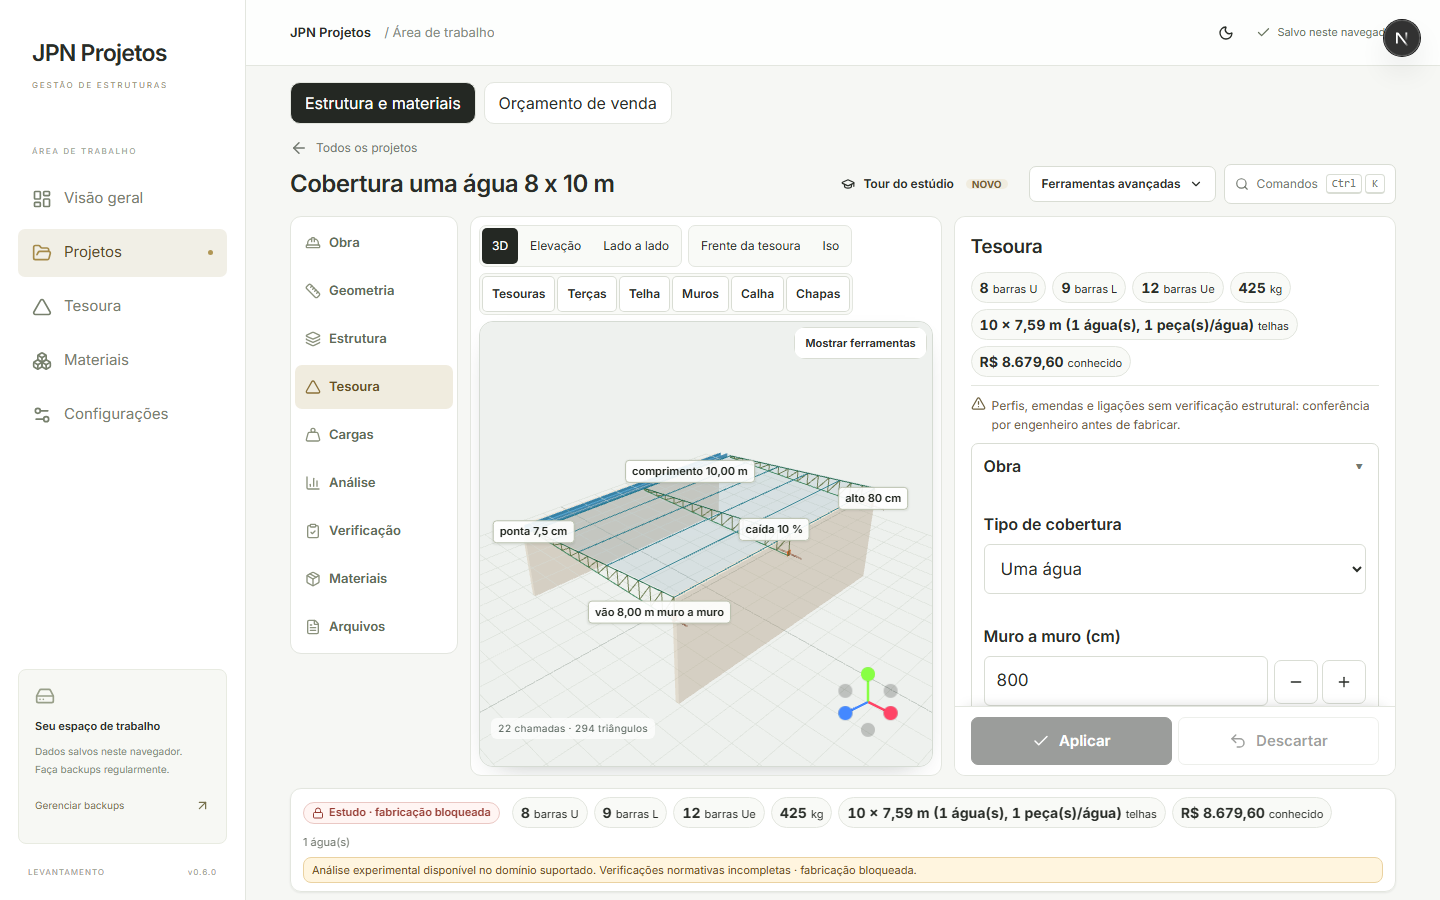 JPN Projetos
GESTÃO DE ESTRUTURAS
ÁREA DE TRABALHO
Visão geral
Projetos
Tesoura
Materiais
Configurações
Seu espaço de trabalho
Dados salvos neste navegador.
Faça backups regularmente.
Gerenciar backups
LEVANTAMENTO v0.6.0
JPN Projetos / Área de trabalho
Salvo neste navegad
N
Estrutura e materiais
Orçamento de venda
Todos os projetos
Cobertura uma água 8 x 10 m
Tour do estúdio NOVO
Ferramentas avançadas
Comandos Ctrl K
Obra
Geometria
Estrutura
Tesoura
Cargas
Análise
Verificação
Materiais
Arquivos
3D Elevação Lado a lado
Frente da tesoura Iso
Tesouras Terças Telha Muros Calha Chapas
Mostrar ferramentas
comprimento 10,00 m
alto 80 cm
ponta 7,5 cm
caída 10 %
vão 8,00 m muro a muro
22 chamadas · 294 triângulos
Tesoura
8 barras U 9 barras L 12 barras Ue 425 kg
10 × 7,59 m (1 água(s), 1 peça(s)/água) telhas
R$ 8.679,60 conhecido
Perfis, emendas e ligações sem verificação estrutural: conferência
por engenheiro antes de fabricar.
Obra
Tipo de cobertura
Uma água
Muro a muro (cm)
800
Aplicar
Descartar
Estudo · fabricação bloqueada 8 barras U 9 barras L 12 barras Ue 425 kg 10 × 7,59 m (1 água(s), 1 peça(s)/água) telhas R$ 8.679,60 conhecido
1 água(s)
Análise experimental disponível no domínio suportado. Verificações normativas incompletas · fabricação bloqueada.